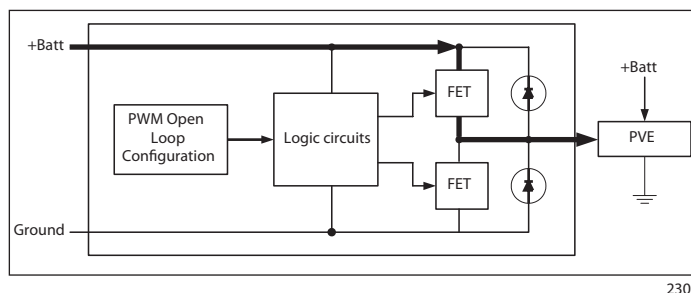 +Batt
FET
+Batt
PWM Open
Loop
Configuration
Logic circuits
PVE
FET
Ground
230